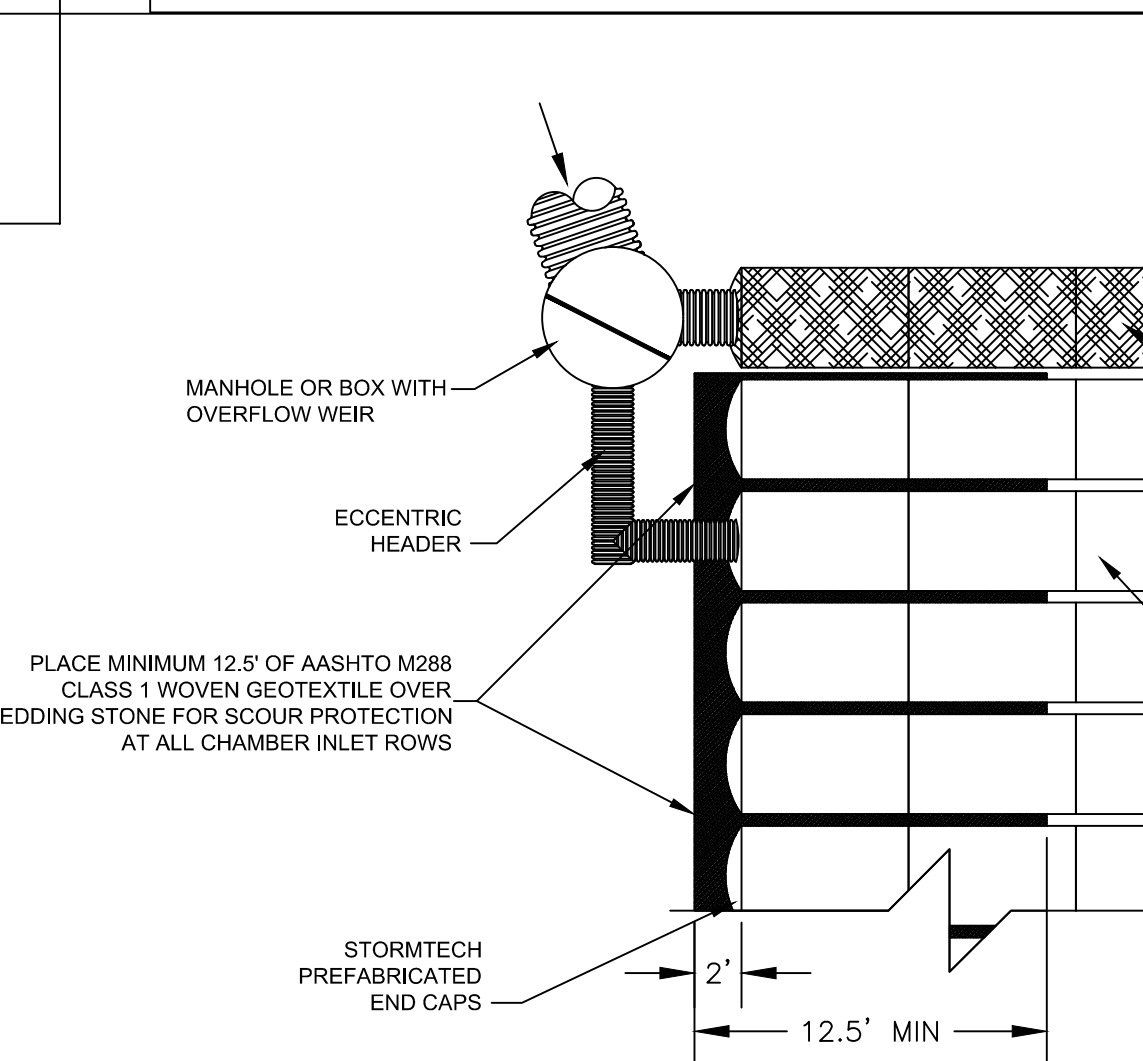 MANHOLE OR BOX WITH
OVERFLOW WEIR
ECCENTRIC
HEADER
PLACE MINIMUM 12.5' OF AASHTO M288
CLASS 1 WOVEN GEOTEXTILE OVER
EDDING STONE FOR SCOUR PROTECTION
AT ALL CHAMBER INLET ROWS
STORMTECH
PREFABRICATED
END CAPS
2'
12.5' MIN